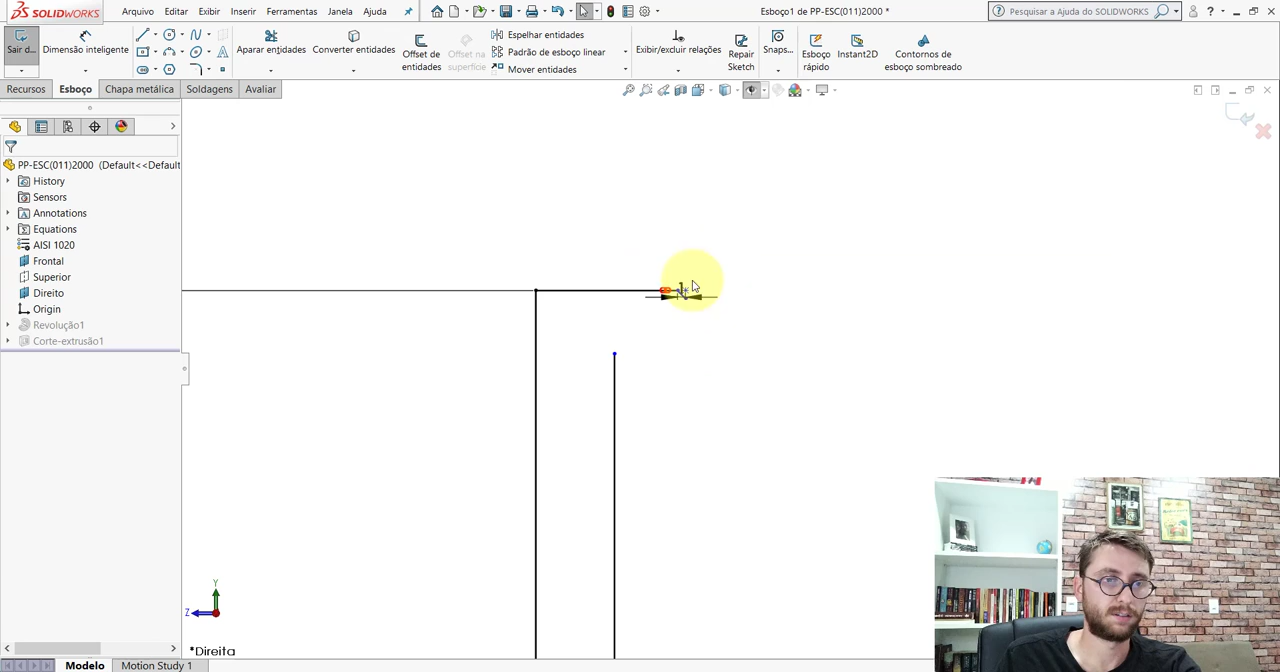 SOLIDWORKS
Arquivo Editar Exibir Inserir Ferramentas Janela Ajuda
Esboço1 de PP-ESC(011)2000 *
Pesquisar a Ajuda do SOLIDWORKS
?
Sair d...
Dimensão inteligente
Aparar entidades
Converter entidades
Offset de
entidades
Offset na
superfície
Espelhar entidades
Padrão de esboço linear
Mover entidades
Exibir/excluir relações
Reparar
Sketch
Snaps...
Esboço
rápido
Instant2D
Contornos de
esboço sombreado
Recursos
Esboço
Chapa metálica
Soldagens
Avaliar
PP-ESC(011)2000 (Default<<Default
History
Sensors
Annotations
Equations
AISI 1020
Frontal
Superior
Direito
Origin
Revolução1
Corte-extrusão1
1
Y
Z
*Direita
Modelo
Motion Study 1